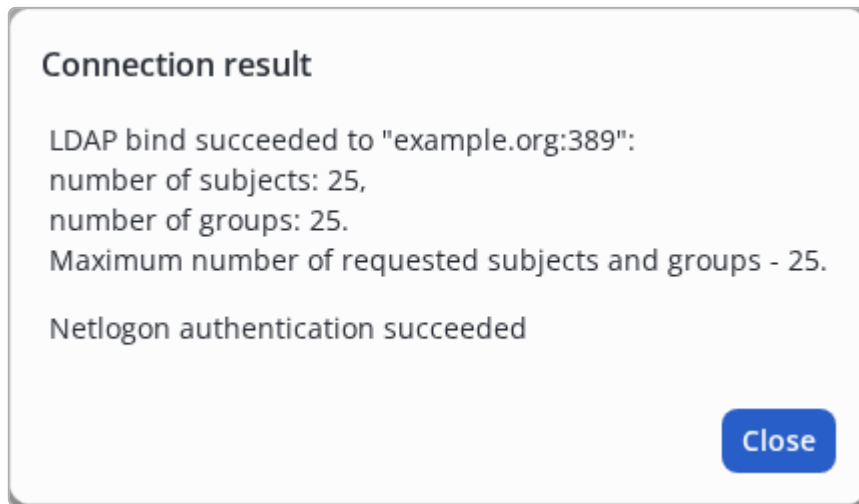 Connection result
LDAP bind succeeded to "example.org:389":
number of subjects: 25,
number of groups: 25.
Maximum number of requested subjects and groups - 25.
Netlogon authentication succeeded
Close